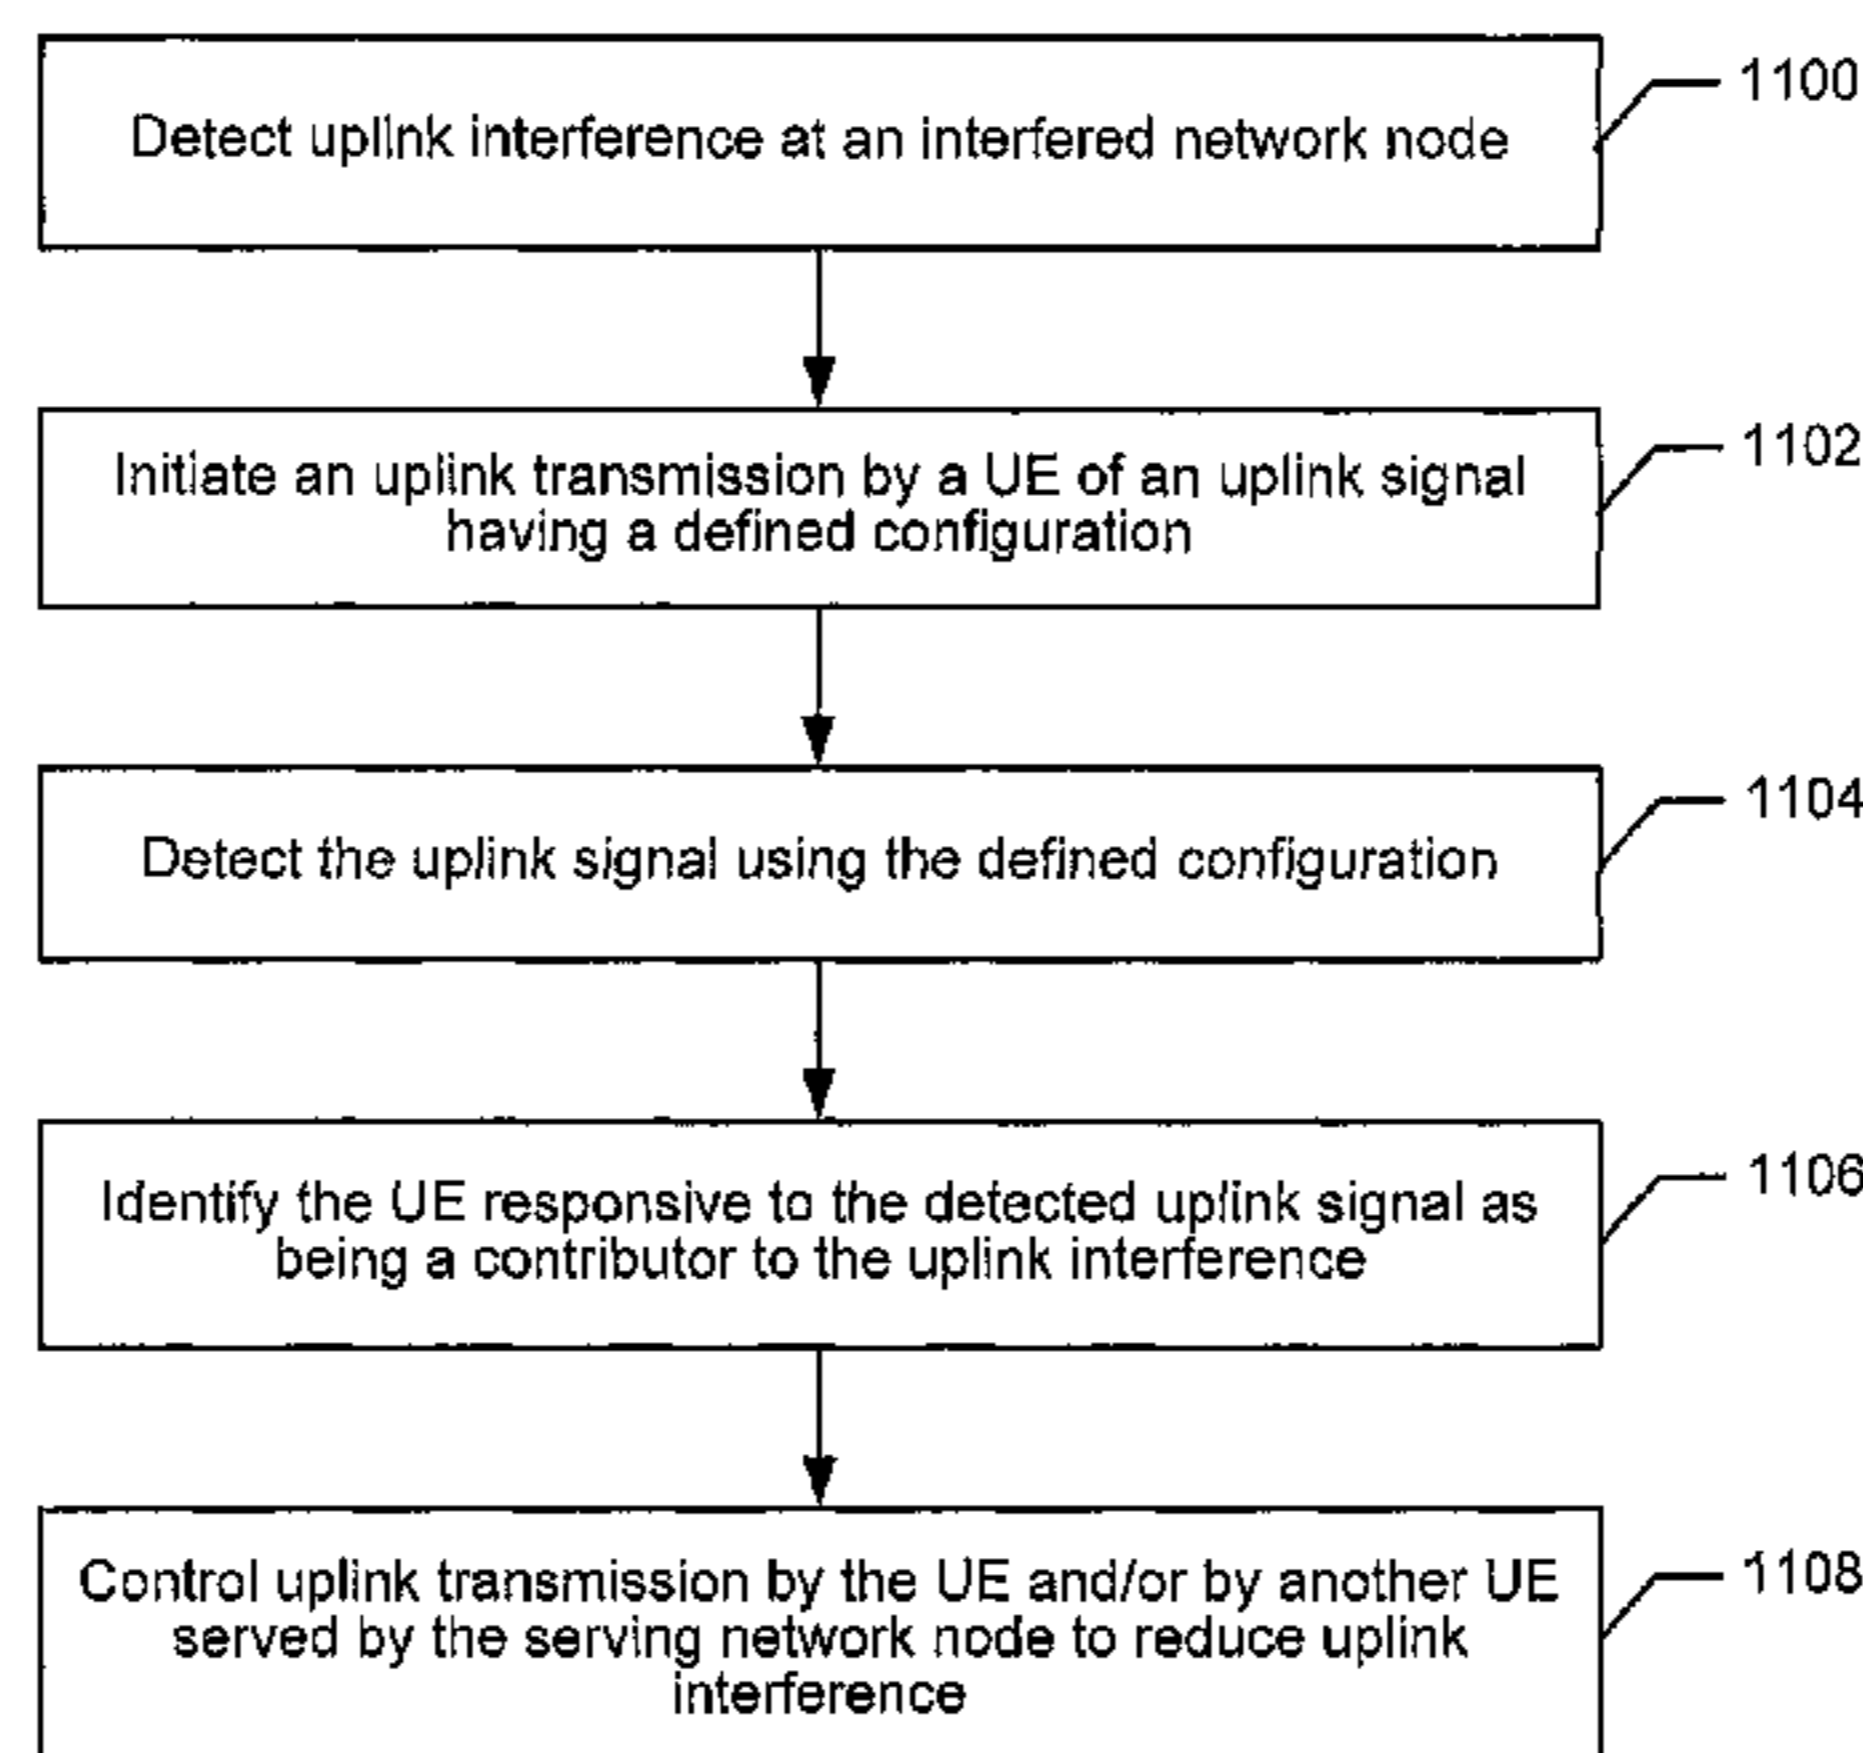 Detect uplink interference at an interfered network node
1100
Initiate an uplink transmission by a UE of an uplink signal
having a defined configuration
1102
Detect the uplink signal using the defined configuration
1104
Identify the UE responsive to the detected uplink signal as
being a contributor to the uplink interference
1106
Control uplink transmission by the UE and/or by another UE
served by the serving network node to reduce uplink
interference
1108